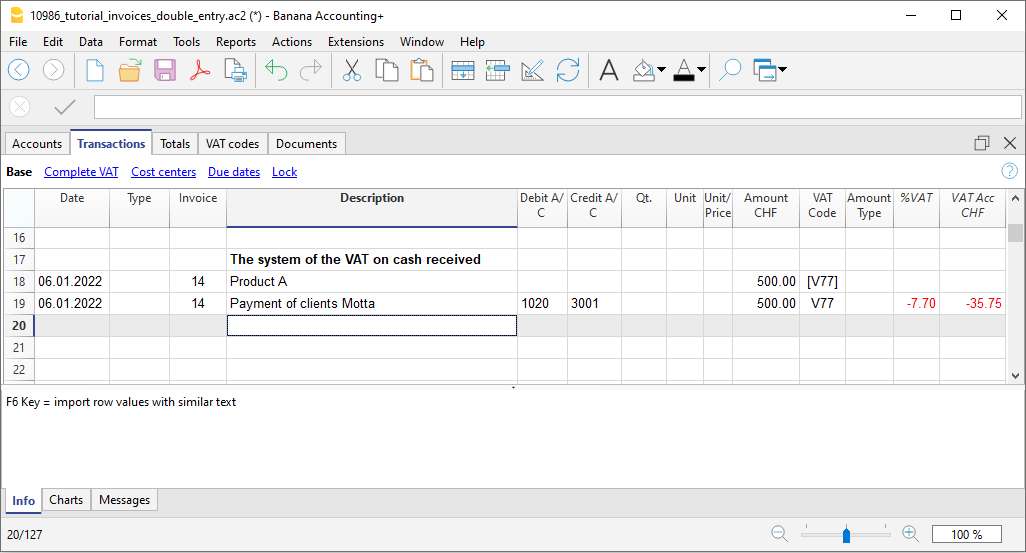 10986_tutorial_invoices_double_entry.ac2 (*) - Banana Accounting+
File Edit Data Format Tools Reports Actions Extensions Window Help
Accounts Transactions Totals VAT codes Documents
Base Complete VAT Cost centers Due dates Lock
Date Type Invoice Description Debit A/C Credit A/C Qt. Unit Unit/Price Amount CHF VAT Code Amount Type %VAT VAT Acc CHF
16
17 The system of the VAT on cash received
18 06.01.2022 14 Product A 500.00 [V77]
19 06.01.2022 14 Payment of clients Motta 1020 3001 500.00 V77 -7.70 -35.75
20
21
22
F6 Key = import row values with similar text
Info Charts Messages
20/127 100 %